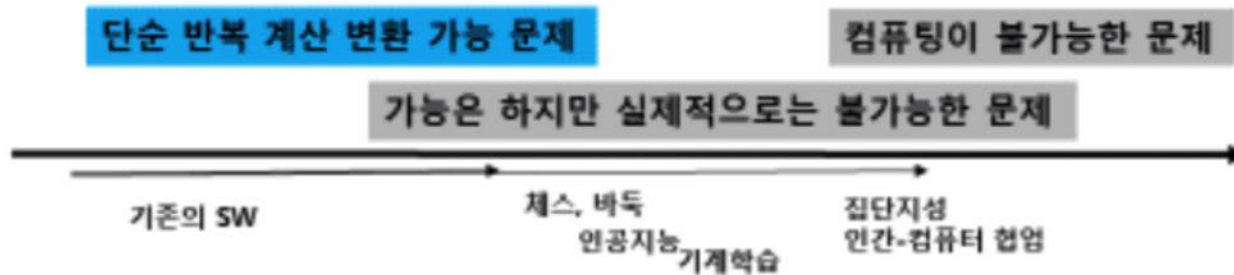 단순 반복 계산 변환 가능 문제
컴퓨팅이 불가능한 문제
가능은 하지만 실제적으로는 불가능한 문제
기존의 SW
체스, 바둑
인공지능
기계학습
집단지성
인간-컴퓨터 협업